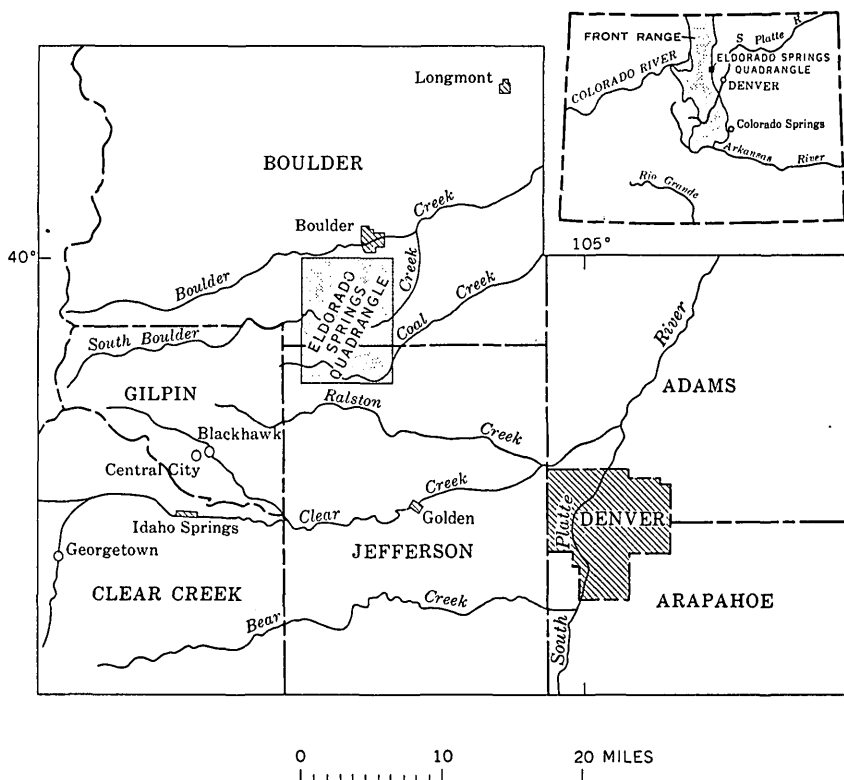 FRONT RANGE
S Platte R
ELDORADO SPRINGS
QUADRANGLE
DENVER
COLORADO RIVER
Colorado Springs
Arkansas River
Rio Grande
Longmont
BOULDER
Boulder
Boulder Creek
Creek
40°
105°
ELDORADO
SPRINGS
QUADRANGLE
Coal Creek
South Boulder
GILPIN
Ralston Creek
ADAMS
River
Blackhawk
Central City
Clear Creek
Golden
Idaho Springs
Platte
DENVER
Georgetown
JEFFERSON
CLEAR CREEK
Bear Creek
ARAPAHOE
South
0 10 20 MILES